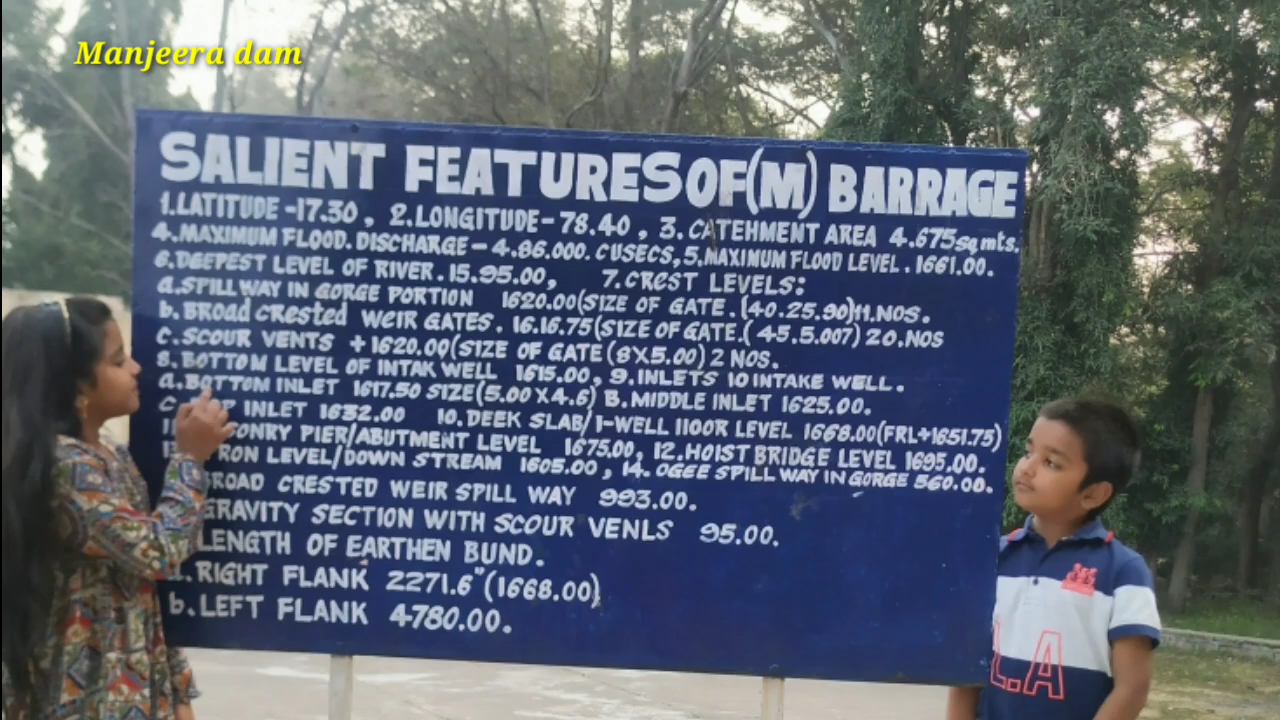 Manjeera dam
SALIENT FEATURES OF (M) BARRAGE
1.LATITUDE -17.30 , 2.LONGITUDE- 78.40 , 3.CATEHMENT AREA 4.675sq mts.
4.MAXIMUM FLOOD. DISCHARGE - 4.86.000. CUSECS,5.MAXIMUM FLOOD LEVEL . 1661.00.
6.DEEPEST LEVEL OF RIVER . 15.95.00, 7.CREST LEVELS:
a.SPILL WAY IN GORGE PORTION 1620.00(SIZE OF GATE .(40.25.90)11.NOS.
b.BROAD CRESTED WEIR GATES . 16.16.75(SIZE OF GATE.( 45.5.007) 20.NOS
C.SCOUR VENTS +1620.00(SIZE OF GATE (8X5.00) 2 NOS.
8.BOTTOM LEVEL OF INTAK WELL 1615.00, 9.INLETS 10 INTAKE WELL.
a.BOTTOM INLET 1617.50 SIZE(5.00 X 4.6) B.MIDDLE INLET 1625.00.
C INLET 1632.00 10.DEEK SLAB/1-WELL 1100R LEVEL 1668.00(FRL+1651.75)
PIER/ABUTMENT LEVEL 1675.00, 12.HOIST BRIDGE LEVEL 1695.00.
LEVEL/DOWN STREAM 1605.00, 14. OGEE SPILL WAY IN GORGE 560.00.
BROAD CRESTED WEIR SPILL WAY 993.00.
GRAVITY SECTION WITH SCOUR VENLS 95.00.
LENGTH OF EARTHEN BUND.
a.RIGHT FLANK 2271.6"(1668.00)
b.LEFT FLANK 4780.00.
L.A